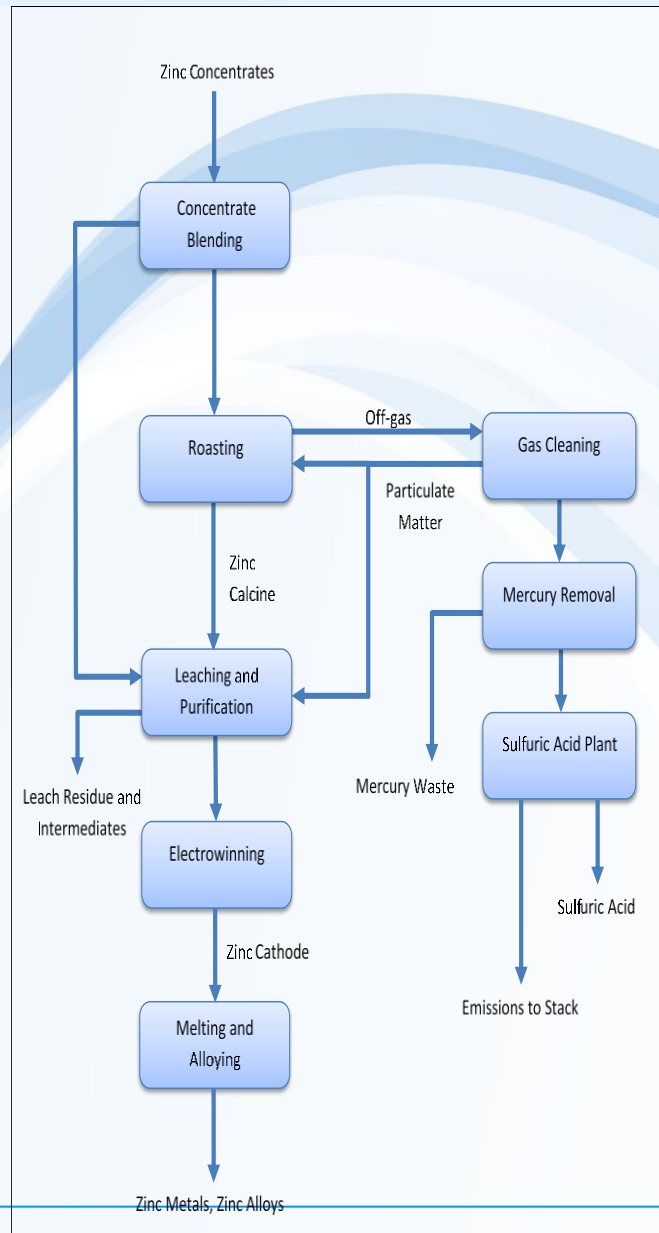 Zinc Concentrates
Concentrate
Blending
Off-gas
Roasting
Gas Cleaning
Particulate
Matter
Zinc
Calcine
Mercury Removal
Leaching and
Purification
Sulfuric Acid Plant
Mercury Waste
Leach Residue and
Intermediates
Electrowinning
Sulfuric Acid
Zinc Cathode
Emissions to Stack
Melting and
Alloying
Zinc Metals, Zinc Alloys